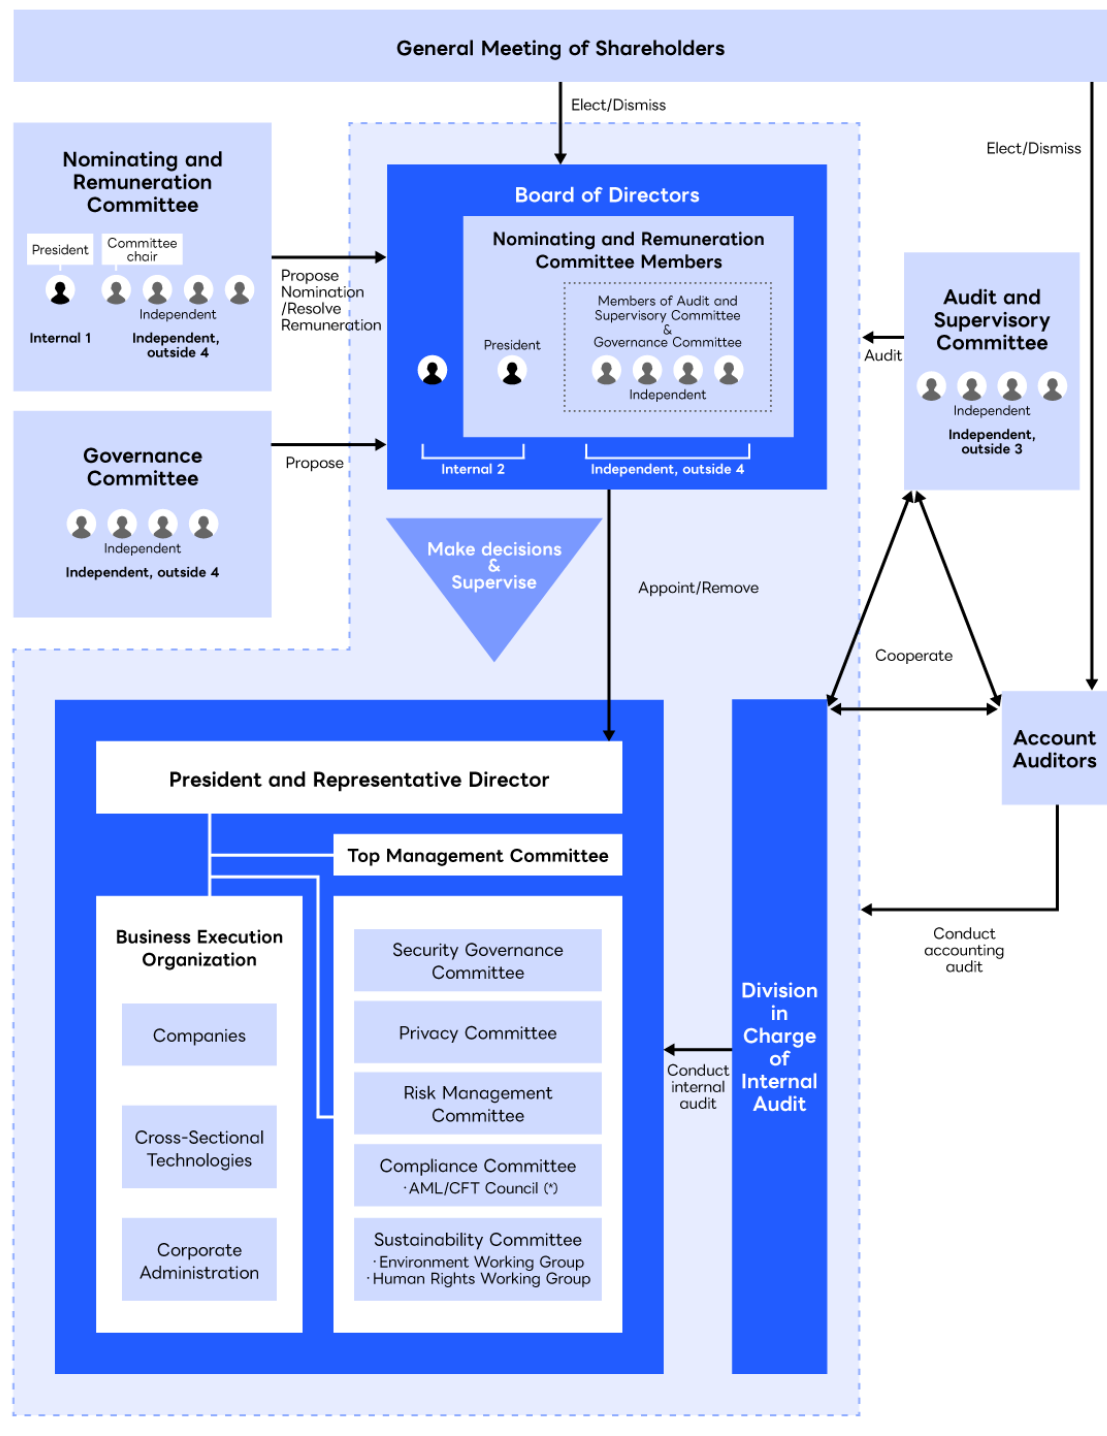 General Meeting of Shareholders
Elect/Dismiss
Elect/Dismiss
Nominating and
Remuneration
Committee
President
Committee
chair
Independent
Internal 1
Independent,
outside 4
Propose
Nomination
/Resolve
Remuneration
Board of Directors
Nominating and Remuneration
Committee Members
Members of Audit and
Supervisory Committee
&
Governance Committee
President
Independent
Internal 2
Independent, outside 4
Audit
Audit and
Supervisory
Committee
Independent
Independent,
outside 3
Governance
Committee
Independent
Independent, outside 4
Propose
Make decisions
&
Supervise
Appoint/Remove
Cooperate
Account
Auditors
Conduct
accounting
audit
President and Representative Director
Top Management Committee
Business Execution
Organization
Companies
Cross-Sectional
Technologies
Corporate
Administration
Security Governance
Committee
Privacy Committee
Risk Management
Committee
Compliance Committee
・AML/CFT Council (*)
Sustainability Committee
・Environment Working Group
・Human Rights Working Group
Conduct
internal
audit
Division
in
Charge
of
Internal
Audit